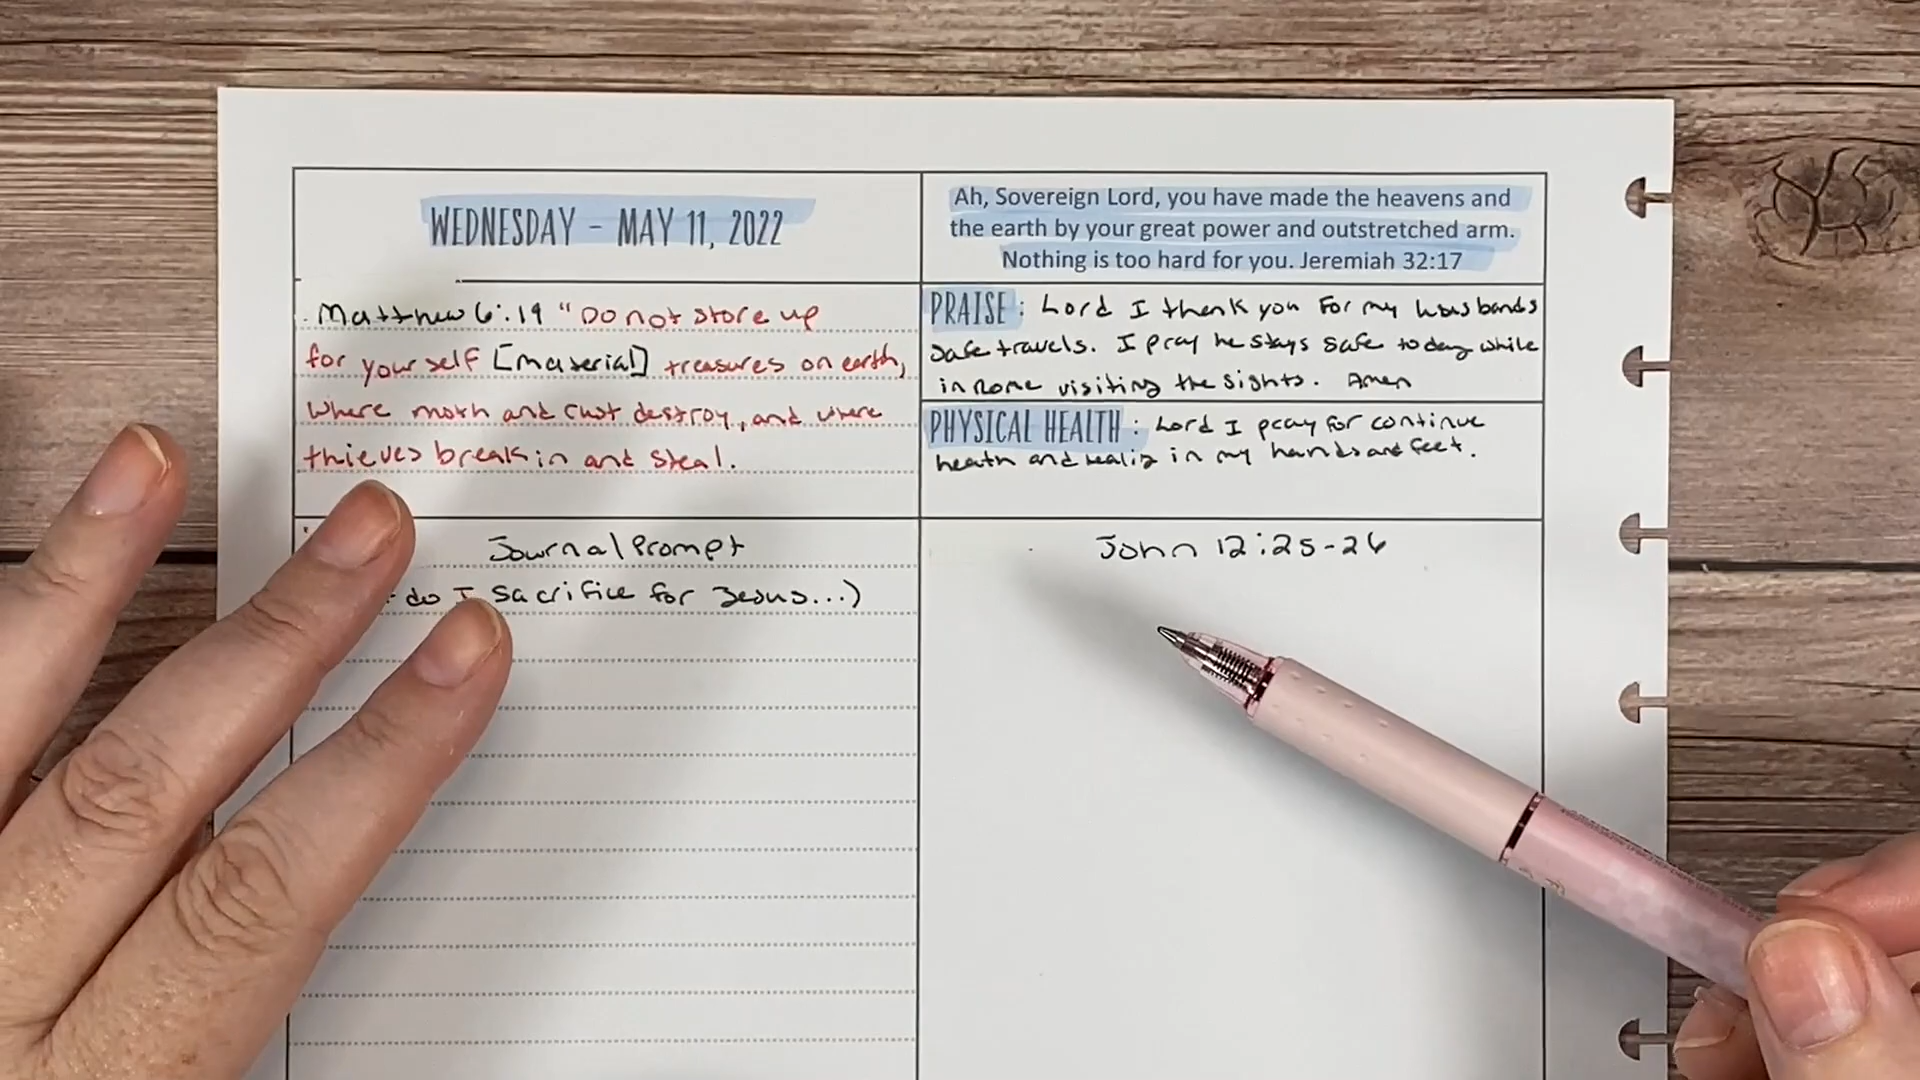 WEDNESDAY - MAY 11, 2022
Matthew 6:19 "Do not store up
for yourself [material] treasures on earth,
where moth and rust destroy, and where
thieves break in and steal.
Journal Prompt
do I sacrifice for Jesus...)
Ah, Sovereign Lord, you have made the heavens and
the earth by your great power and outstretched arm.
Nothing is too hard for you. Jeremiah 32:17
PRAISE: Lord I thank you For my husbands
safe travels. I pray he stays safe today while
in Rome visiting the sights. Amen
PHYSICAL HEALTH: Lord I pray for continue
and in my hands and feet.
John 12:25-26